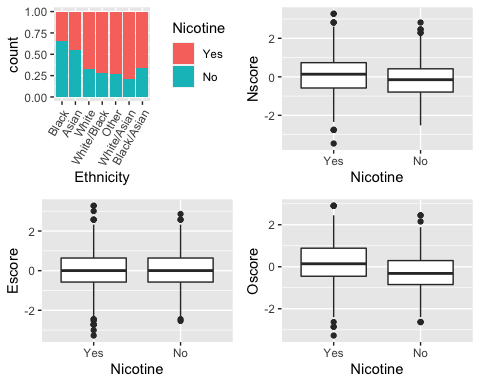 count
1.00
0.75
0.50
0.25
0.00
Black
Asian
White
White/Black
Other
White/Asian
Black/Asian
Ethnicity
Nicotine
Yes
No
Nscore
2
0
-2
Yes
No
Nicotine
Escore
2
0
-2
Yes
No
Nicotine
Oscore
2
0
-2
Yes
No
Nicotine